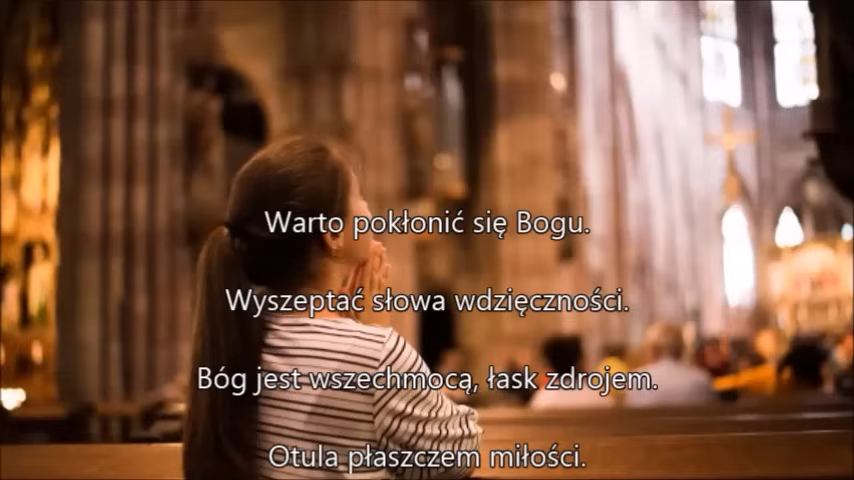 Warto pokłonić się Bogu.
Wyszeptać słowa wdzięczności.
Bóg jest wszechmocą, łask zdrojem.
Otula płaszczem miłości.